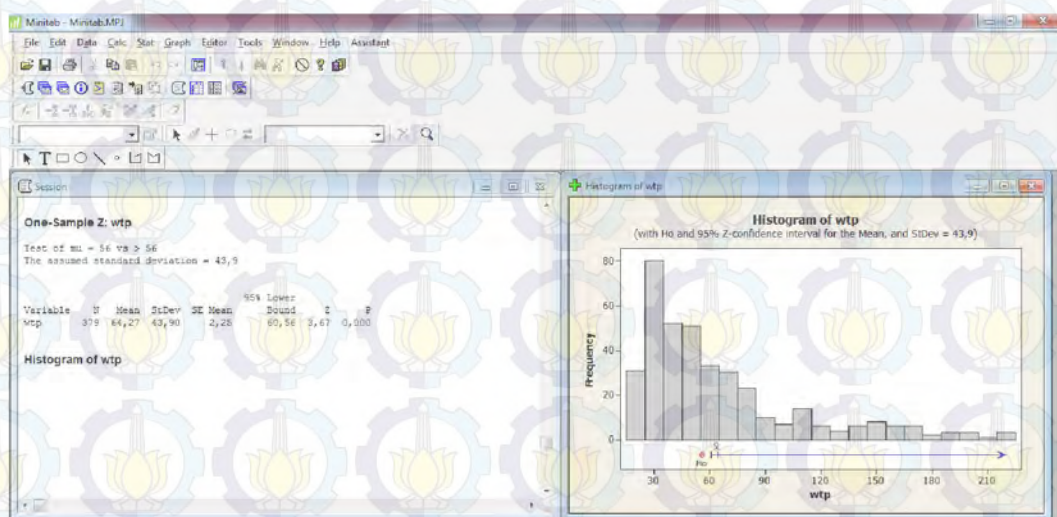 Minitab - Minitab.MPJ
File Edit Data Calc Stat Graph Editor Tools Window Help Assistant
Session
One-Sample Z: wtp
Test of mu = 56 vs > 56
The assumed standard deviation = 43,9
95% Lower
Variable N Mean StDev SE Mean Bound Z P
wtp 379 64,27 43,90 2,25 60,56 3,67 0,000
Histogram of wtp
Histogram of wtp
Histogram of wtp
(with Ho and 95% Z-confidence interval for the Mean, and StDev = 43,9)
80
60
40
20
0
Frequency
Ho
30 60 90 120 150 180 210
wtp